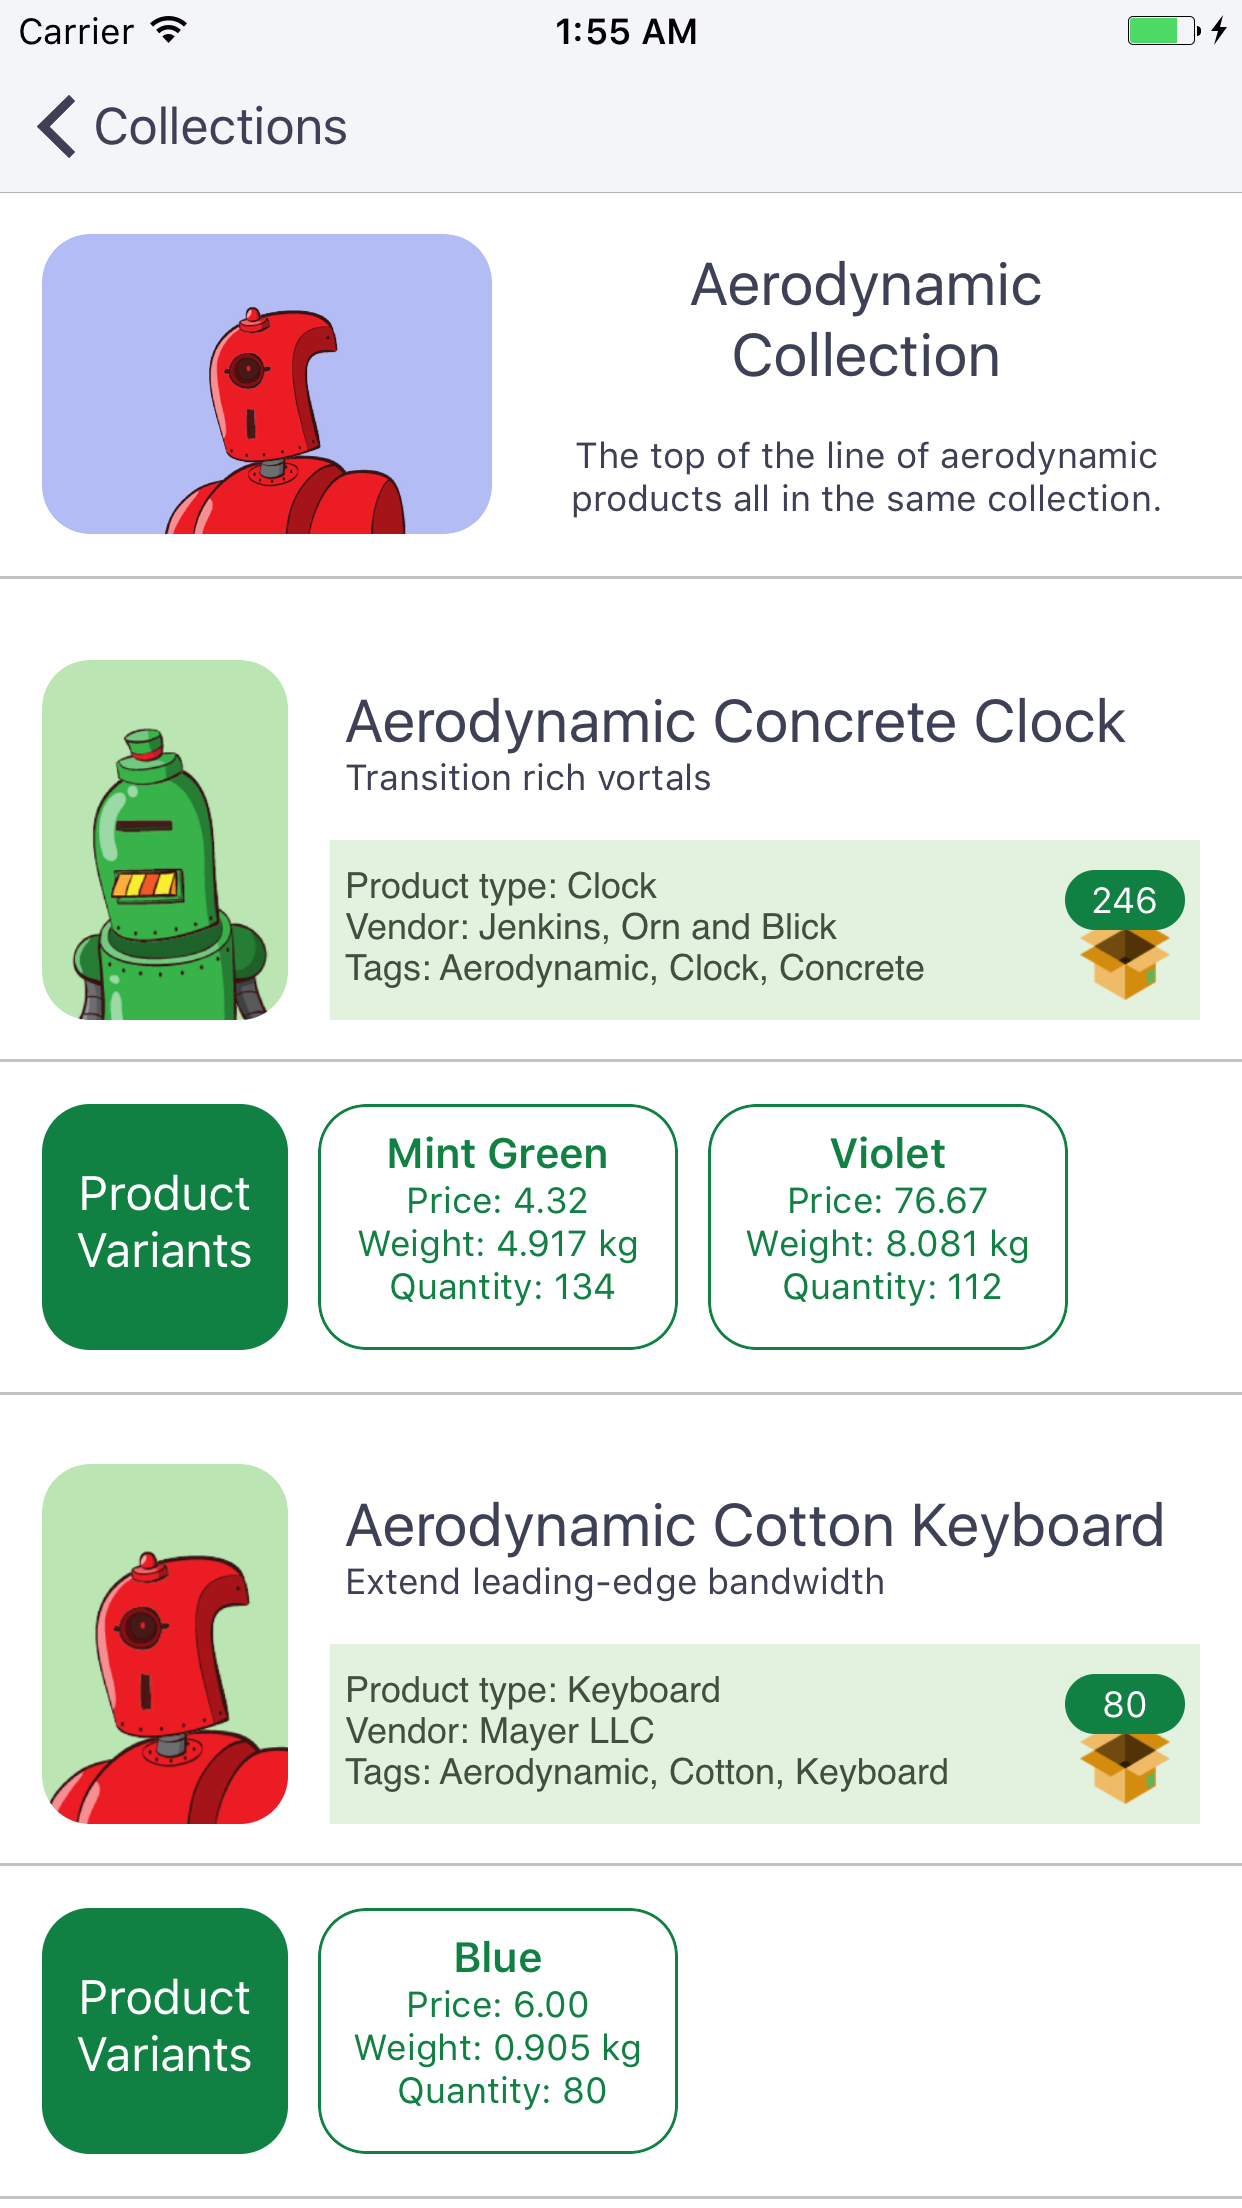 Carrier 1:55 AM
Collections
Aerodynamic
Collection
The top of the line of aerodynamic
products all in the same collection.
Aerodynamic Concrete Clock
Transition rich vortals
Product type: Clock
Vendor: Jenkins, Orn and Blick
Tags: Aerodynamic, Clock, Concrete
246
Product
Variants
Mint Green
Price: 4.32
Weight: 4.917 kg
Quantity: 134
Violet
Price: 76.67
Weight: 8.081 kg
Quantity: 112
Aerodynamic Cotton Keyboard
Extend leading-edge bandwidth
Product type: Keyboard
Vendor: Mayer LLC
Tags: Aerodynamic, Cotton, Keyboard
80
Product
Variants
Blue
Price: 6.00
Weight: 0.905 kg
Quantity: 80